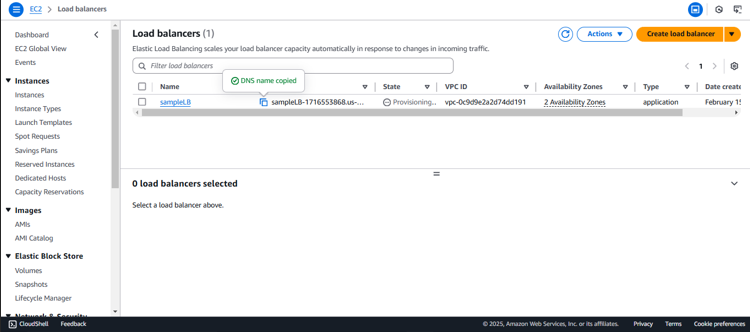 EC2 > Load balancers
Dashboard
EC2 Global View
Events
Instances
Instances
Instance Types
Launch Templates
Spot Requests
Savings Plans
Reserved Instances
Dedicated Hosts
Capacity Reservations
Images
AMIs
AMI Catalog
Elastic Block Store
Volumes
Snapshots
Lifecycle Manager
Network & Security
Load balancers (1)
Actions
Create load balancer
Elastic Load Balancing scales your load balancer capacity automatically in response to changes in incoming traffic.
Filter load balancers
1
DNS name copied
Name State VPC ID Availability Zones Type Date create
sampleLB sampleLB-1716553868.us-... Provisioning... vpc-0c9d9e2a2d74dd191 2 Availability Zones application February 15
0 load balancers selected
Select a load balancer above.
CloudShell Feedback © 2025, Amazon Web Services, Inc. or its affiliates. Privacy Terms Cookie preferences